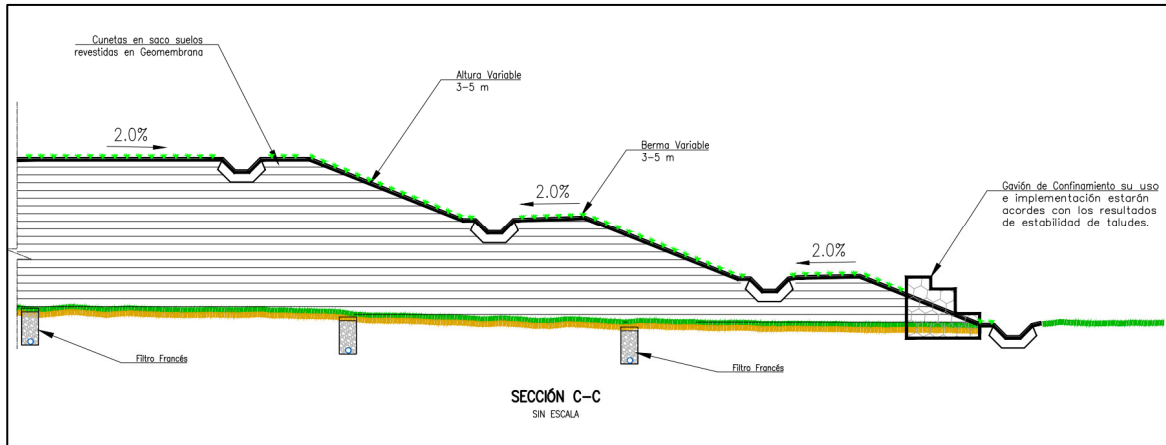 Cunetas en saco suelos
revestidas en Geomembrana
Altura Variable
3-5 m
2.0%
Berma Variable
3-5 m
2.0%
Gavión de Confinamiento su uso
e implementación estarán
acordes con los resultados
de estabilidad de taludes.
2.0%
Filtro Francés
Filtro Francés
SECCIÓN C-C
SIN ESCALA